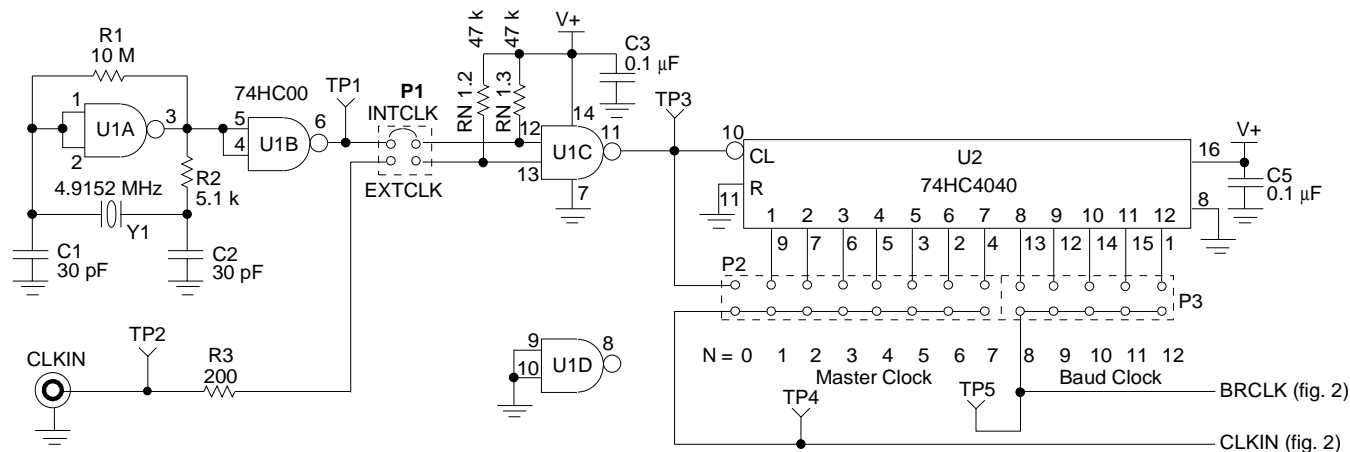 R1
10 M
1
2
U1A
3
R2
5.1 k
4.9152 MHz
Y1
C1
30 pF
C2
30 pF
74HC00
5
4
U1B
6
TP1
P1
INTCLK
EXTCLK
47 k
47 k
RN 1.2
RN 1.3
V+
C3
0.1 μF
14
12
13
U1C
11
7
TP3
10
CL
R
11
U2
74HC4040
16
V+
C5
0.1 μF
8
1 2 3 4 5 6 7 8 9 10 11 12
9 7 6 5 3 2 4 13 12 14 15 1
P2
P3
N = 0 1 2 3 4 5 6 7 8 9 10 11 12
Master Clock
Baud Clock
CLKIN
TP2
R3
200
9
10
U1D
8
TP4
TP5
BRCLK (fig. 2)
CLKIN (fig. 2)